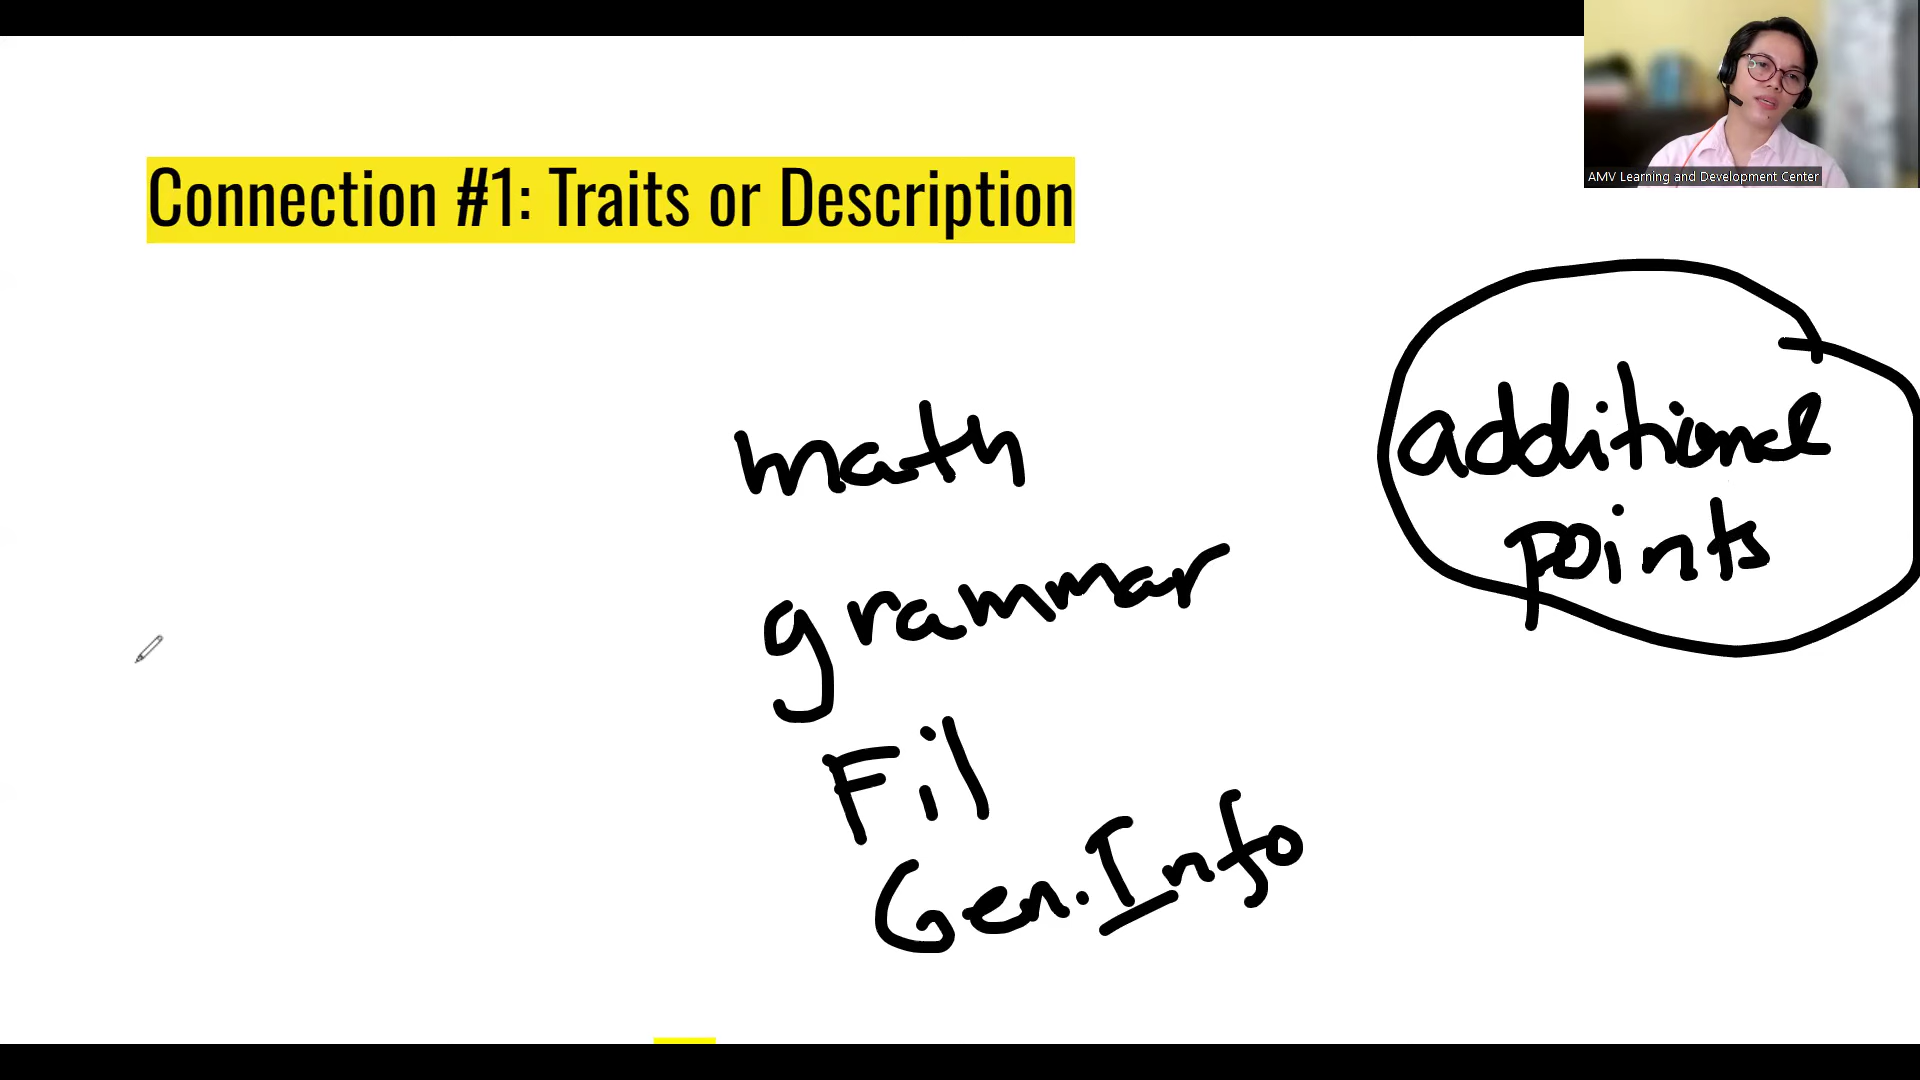 AMV Learning and Development Center
Connection #1: Traits or Description
math
grammar
Fil
Gen. Info
additional
points